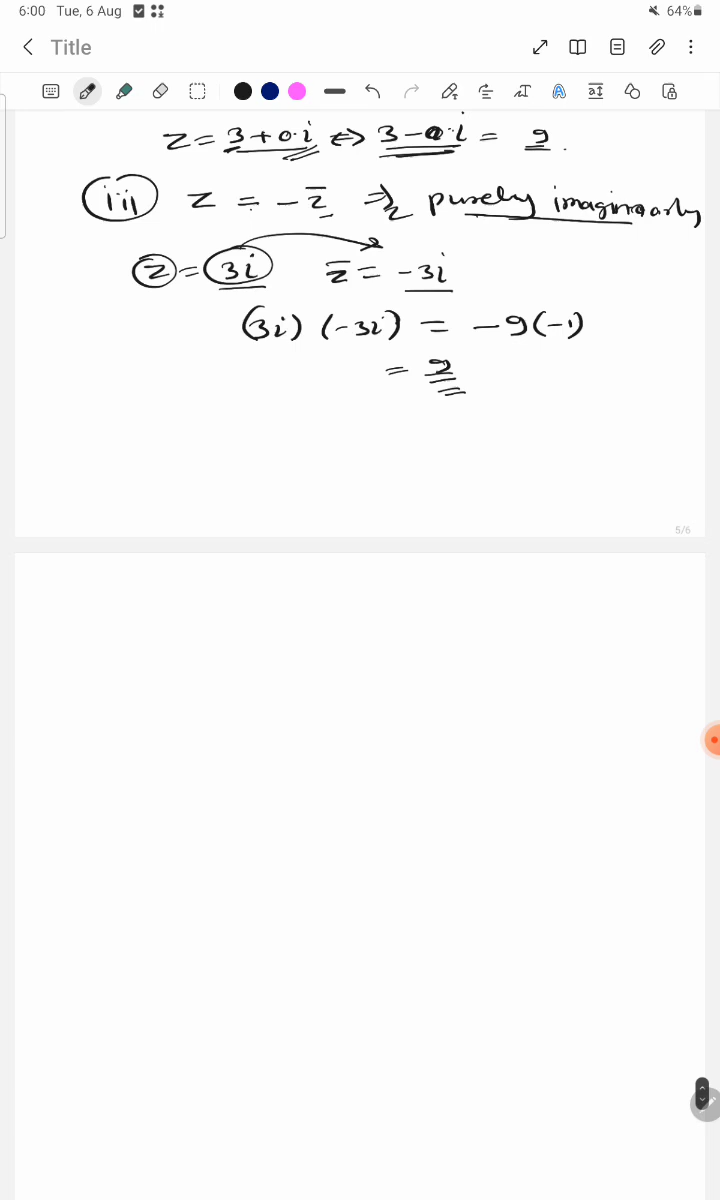 6:00 Tue, 6 Aug 64%
Title
z = 3 + 0·i ⇔ 3 - 0·i = 9.
iii z = - z̅ ⇒ z purely imaginary
z = 3i z̅ = -3i
(3i) (-3i) = -9(-1)
= 9
5/6